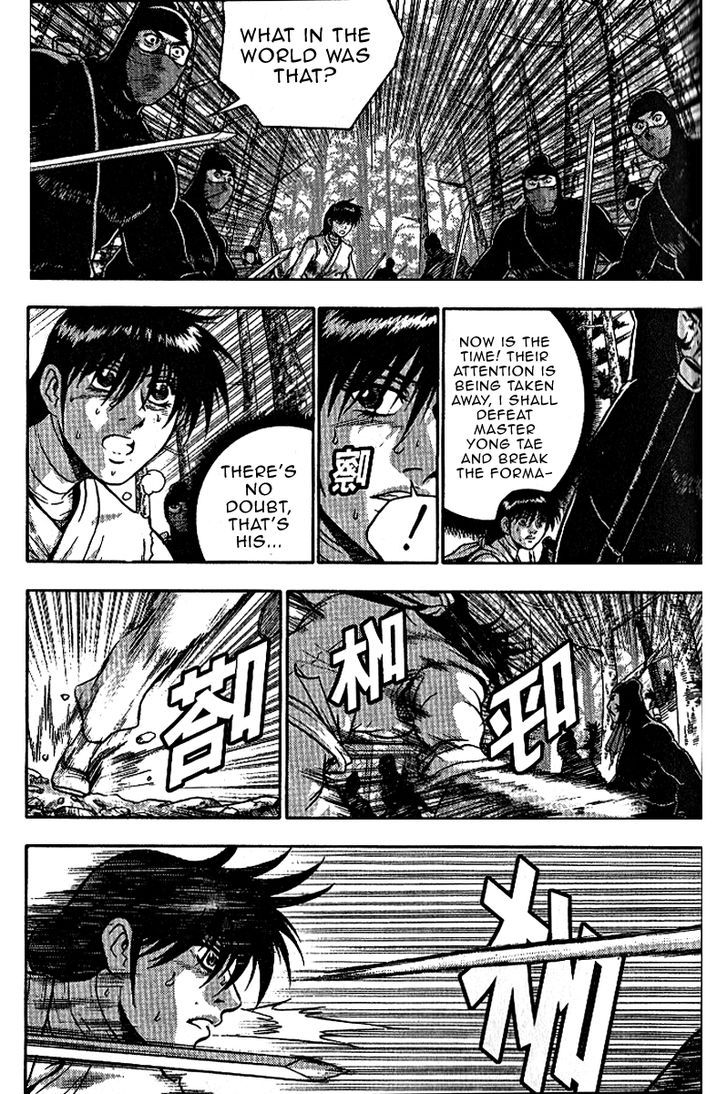 WHAT IN THE
WORLD WAS
THAT?
THERE'S
NO
DOUBT,
THAT'S
HIS...
!
NOW IS THE
TIME! THEIR
ATTENTION IS
BEING TAKEN
AWAY, I SHALL
DEFEAT
MASTER
YONG TAE
AND BREAK
THE FORMA-